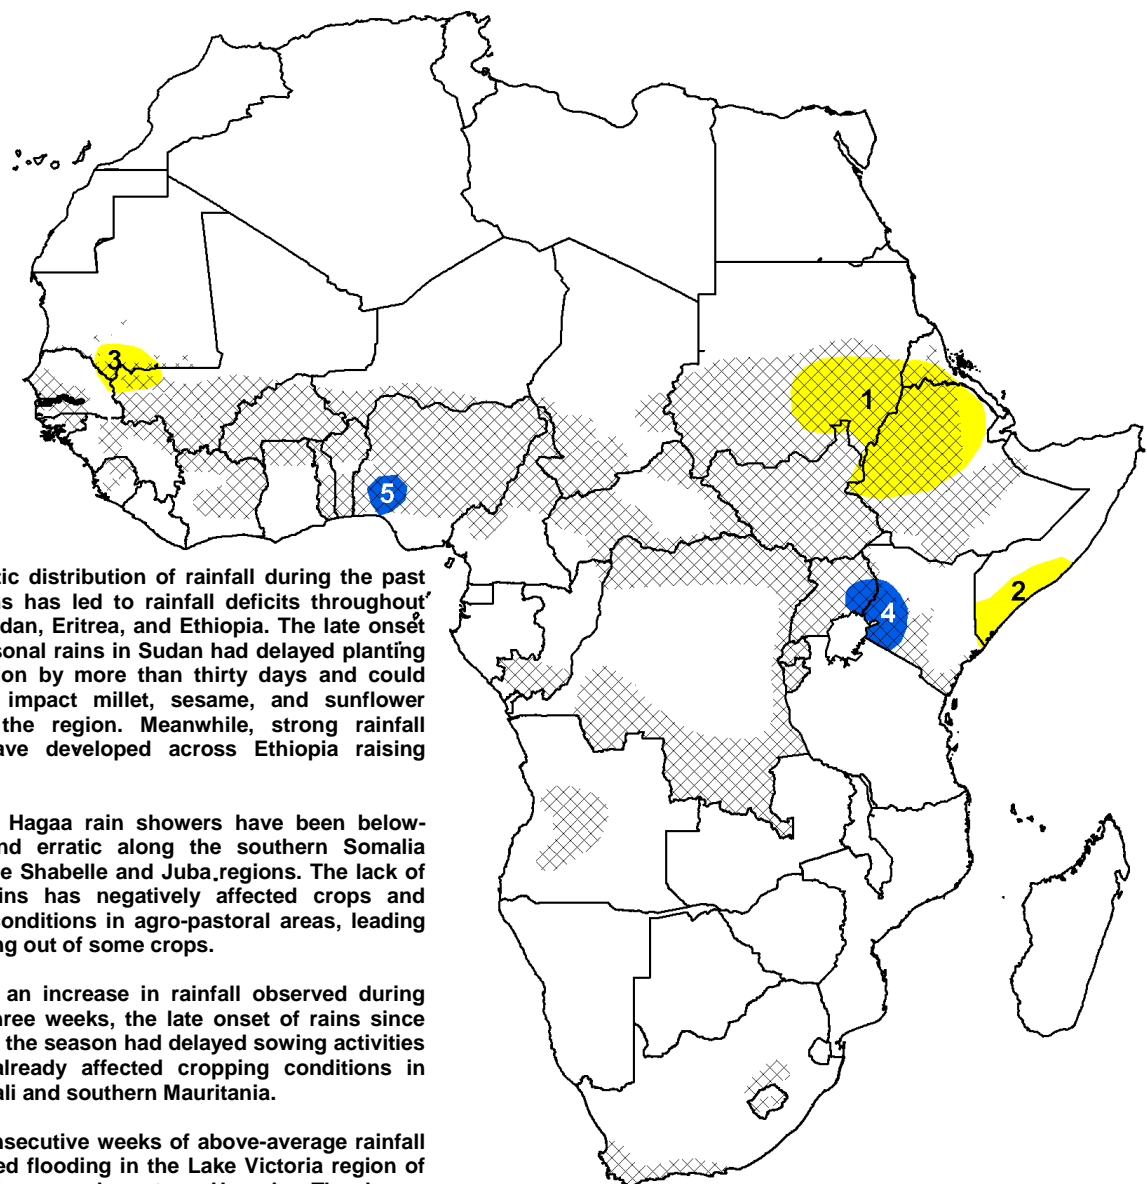 3
1
5
2
4
tic distribution of rainfall during the past
s has led to rainfall deficits throughout
dan, Eritrea, and Ethiopia. The late onset
sonal rains in Sudan had delayed planting
on by more than thirty days and could
impact millet, sesame, and sunflower
the region. Meanwhile, strong rainfall
ave developed across Ethiopia raising
Hagaa rain showers have been below-
nd erratic along the southern Somalia
e Shabelle and Juba regions. The lack of
ins has negatively affected crops and
conditions in agro-pastoral areas, leading
ng out of some crops.
an increase in rainfall observed during
hree weeks, the late onset of rains since
the season had delayed sowing activities
already affected cropping conditions in
ali and southern Mauritania.
nsecutive weeks of above-average rainfall
ed flooding in the Lake Victoria region of